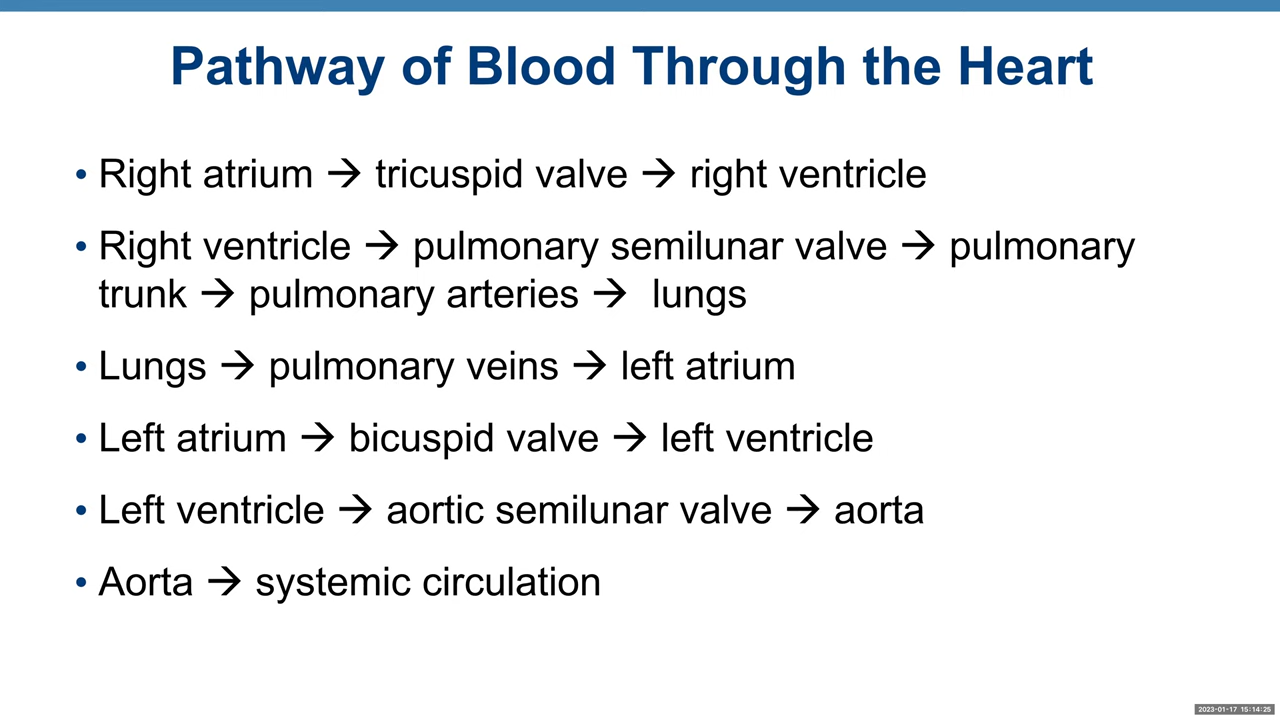 Pathway of Blood Through the Heart
• Right atrium → tricuspid valve → right ventricle
• Right ventricle → pulmonary semilunar valve → pulmonary
trunk → pulmonary arteries → lungs
• Lungs → pulmonary veins → left atrium
• Left atrium → bicuspid valve → left ventricle
• Left ventricle → aortic semilunar valve → aorta
• Aorta → systemic circulation
2023-01-17 15:14:25